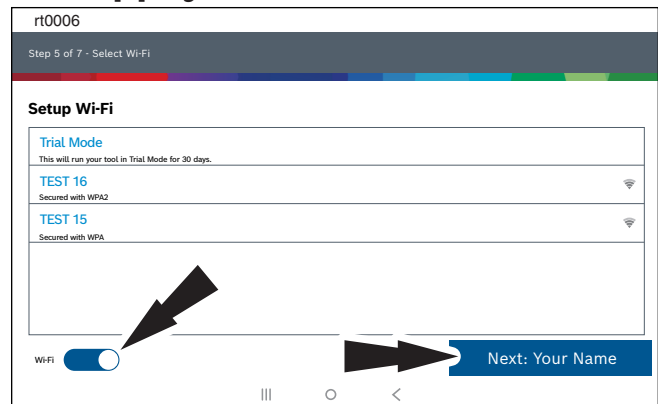 rt0006
Step 5 of 7 - Select Wi-Fi
Setup Wi-Fi
Trial Mode
This will run your tool in Trial Mode for 30 days.
TEST 16
Secured with WPA2
TEST 15
Secured with WPA
Wi-Fi
Next: Your Name